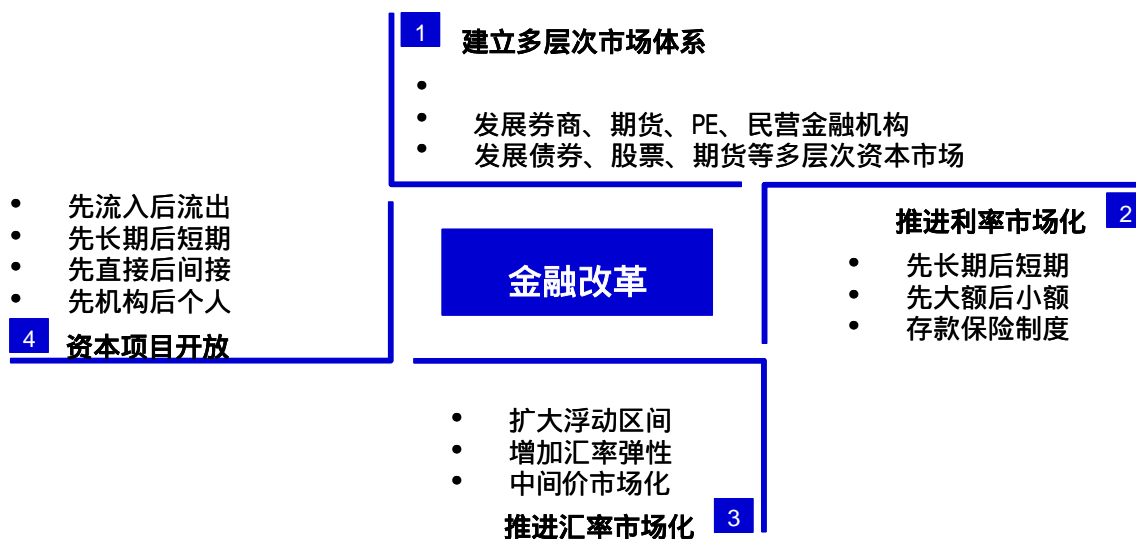 1
建立多层次市场体系
•
• 发展券商、期货、PE、民营金融机构
• 发展债券、股票、期货等多层次资本市场
金融改革
推进利率市场化
2
• 先长期后短期
• 先大额后小额
• 存款保险制度
• 扩大浮动区间
• 增加汇率弹性
• 中间价市场化
推进汇率市场化
3
• 先流入后流出
• 先长期后短期
• 先直接后间接
• 先机构后个人
4
资本项目开放